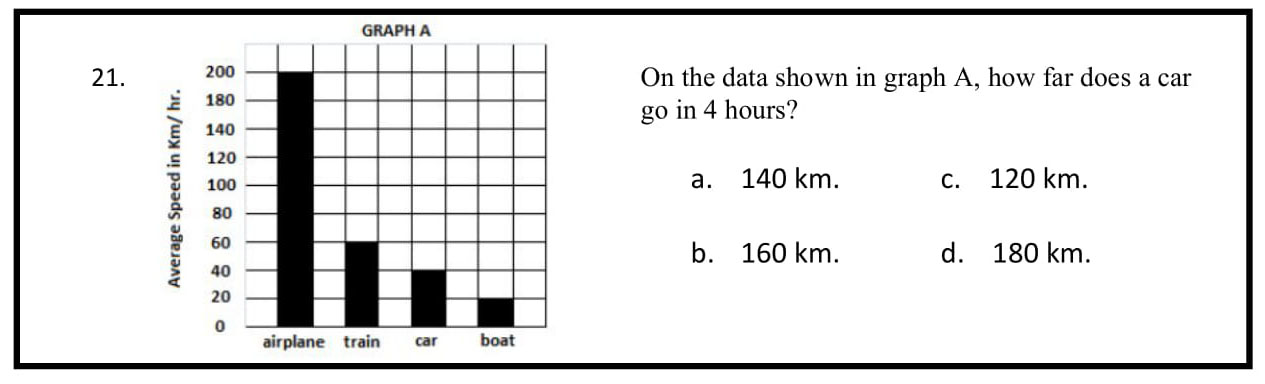 21.
GRAPH A
Average Speed in Km/ hr.
200
180
140
120
100
80
60
40
20
0
airplane train car boat
On the data shown in graph A, how far does a car
go in 4 hours?
a. 140 km. c. 120 km.
b. 160 km. d. 180 km.